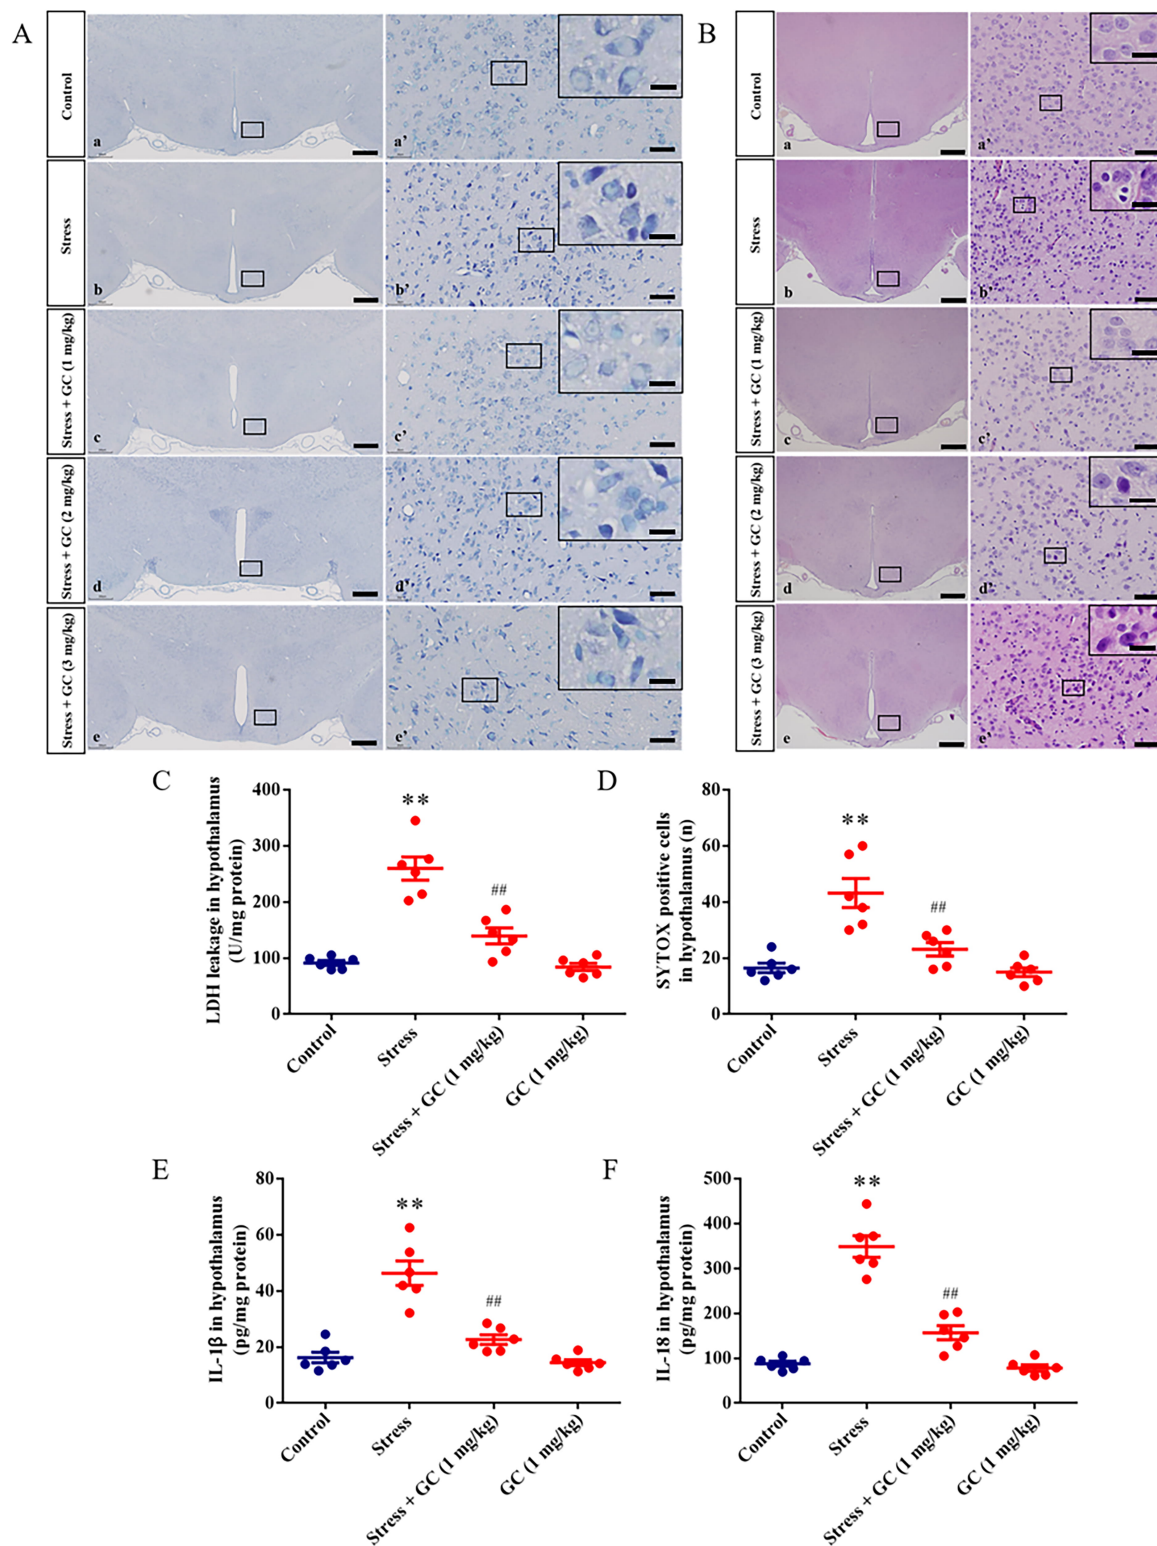 A
B
Control
a
a'
Control
a
a'
Stress
b
b'
Stress
b
b'
Stress + GC (1 mg/kg)
c
c'
Stress + GC (1 mg/kg)
c
c'
Stress + GC (2 mg/kg)
d
d'
Stress + GC (2 mg/kg)
d
d'
Stress + GC (3 mg/kg)
e
e'
Stress + GC (3 mg/kg)
e
e'
C
LDH leakage in hypothalamus
(U/mg protein)
400
300
200
100
0
**
##
Control
Stress
Stress + GC (1 mg/kg)
GC (1 mg/kg)
D
SYTOX positive cells
in hypothalamus (n)
80
60
40
20
0
**
##
Control
Stress
Stress + GC (1 mg/kg)
GC (1 mg/kg)
E
IL-1β in hypothalamus
(pg/mg protein)
80
60
40
20
0
**
##
Control
Stress
Stress + GC (1 mg/kg)
GC (1 mg/kg)
F
IL-18 in hypothalamus
(pg/mg protein)
500
400
300
200
100
0
**
##
Control
Stress
Stress + GC (1 mg/kg)
GC (1 mg/kg)